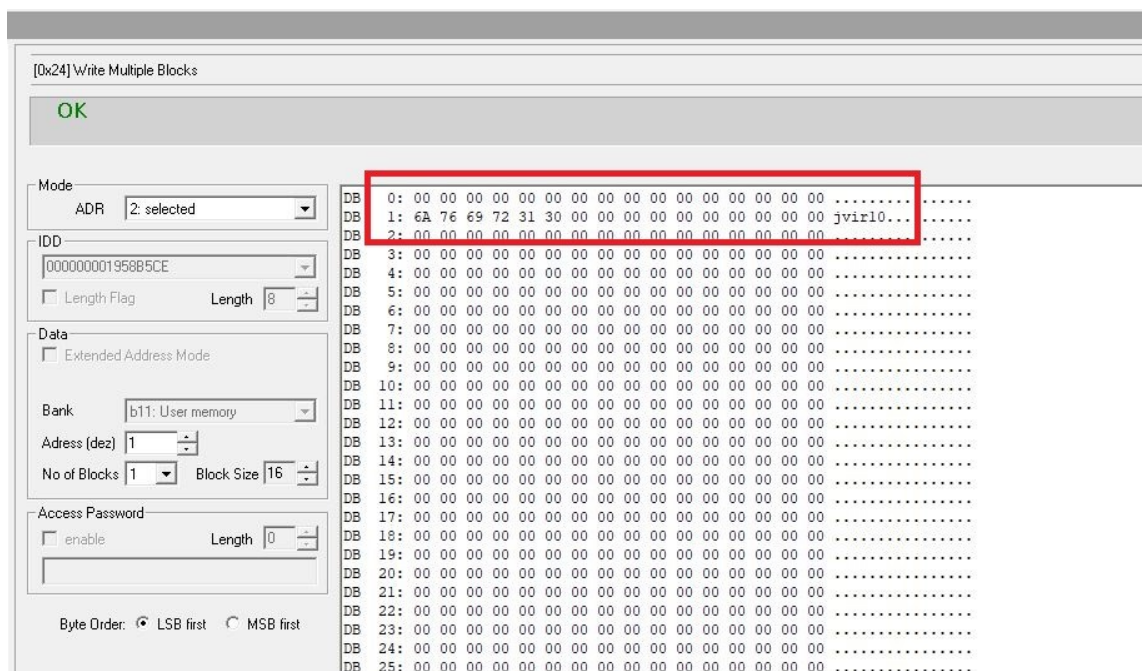 [0x24] Write Multiple Blocks
OK
Mode
ADR 2: selected
IDD
000000001958B5CE
Length Flag Length 8
Data
Extended Address Mode
Bank b11: User memory
Adress (dez) 1
No of Blocks 1 Block Size 16
Access Password
enable Length 0
Byte Order: LSB first MSB first
DB 0: 00 00 00 00 00 00 00 00 00 00 00 00 00 00 00 00 ................
DB 1: 6A 76 69 72 31 30 00 00 00 00 00 00 00 00 00 00 jvir10..........
DB 2: 00 00 00 00 00 00 00 00 00 00 00 00 00 00 00 00 ................
DB 3: 00 00 00 00 00 00 00 00 00 00 00 00 00 00 00 00 ................
DB 4: 00 00 00 00 00 00 00 00 00 00 00 00 00 00 00 00 ................
DB 5: 00 00 00 00 00 00 00 00 00 00 00 00 00 00 00 00 ................
DB 6: 00 00 00 00 00 00 00 00 00 00 00 00 00 00 00 00 ................
DB 7: 00 00 00 00 00 00 00 00 00 00 00 00 00 00 00 00 ................
DB 8: 00 00 00 00 00 00 00 00 00 00 00 00 00 00 00 00 ................
DB 9: 00 00 00 00 00 00 00 00 00 00 00 00 00 00 00 00 ................
DB 10: 00 00 00 00 00 00 00 00 00 00 00 00 00 00 00 00 ................
DB 11: 00 00 00 00 00 00 00 00 00 00 00 00 00 00 00 00 ................
DB 12: 00 00 00 00 00 00 00 00 00 00 00 00 00 00 00 00 ................
DB 13: 00 00 00 00 00 00 00 00 00 00 00 00 00 00 00 00 ................
DB 14: 00 00 00 00 00 00 00 00 00 00 00 00 00 00 00 00 ................
DB 15: 00 00 00 00 00 00 00 00 00 00 00 00 00 00 00 00 ................
DB 16: 00 00 00 00 00 00 00 00 00 00 00 00 00 00 00 00 ................
DB 17: 00 00 00 00 00 00 00 00 00 00 00 00 00 00 00 00 ................
DB 18: 00 00 00 00 00 00 00 00 00 00 00 00 00 00 00 00 ................
DB 19: 00 00 00 00 00 00 00 00 00 00 00 00 00 00 00 00 ................
DB 20: 00 00 00 00 00 00 00 00 00 00 00 00 00 00 00 00 ................
DB 21: 00 00 00 00 00 00 00 00 00 00 00 00 00 00 00 00 ................
DB 22: 00 00 00 00 00 00 00 00 00 00 00 00 00 00 00 00 ................
DB 23: 00 00 00 00 00 00 00 00 00 00 00 00 00 00 00 00 ................
DB 24: 00 00 00 00 00 00 00 00 00 00 00 00 00 00 00 00 ................
DB 25: 00 00 00 00 00 00 00 00 00 00 00 00 00 00 00 00 ................